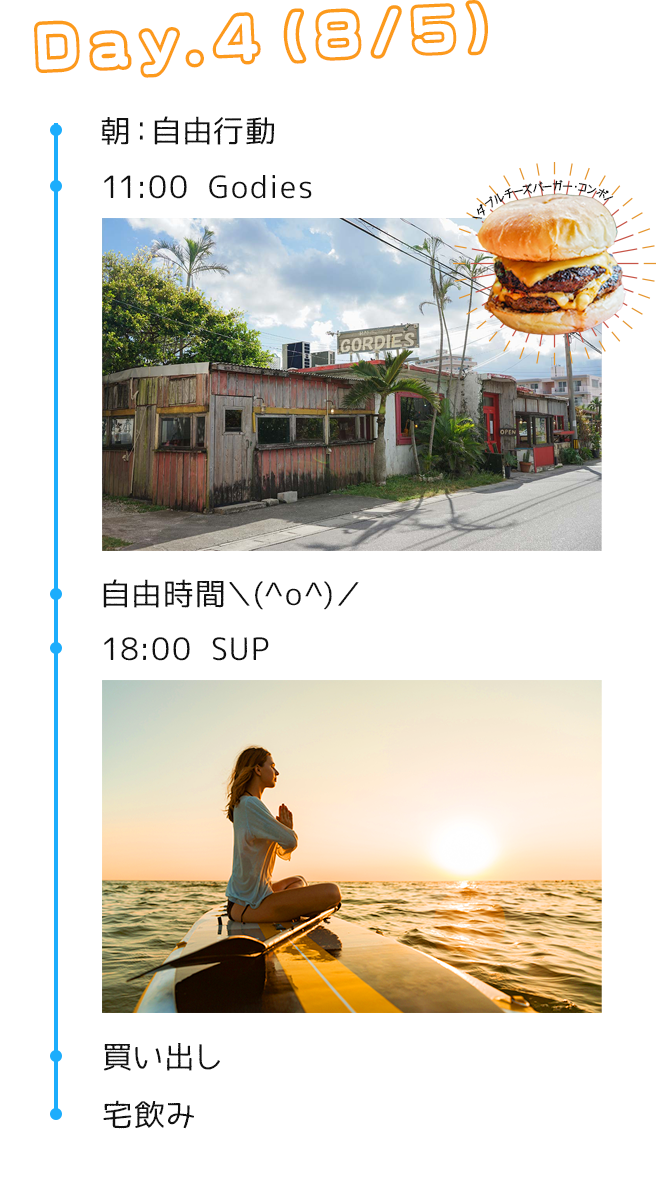 Day.4 (8/5)
朝：自由行動
11:00 Godies
ダブルチーズバーガー・コンボイ
GORDIES
OPEN
自由時間＼(^o^)／
18:00 SUP
買い出し
宅飲み